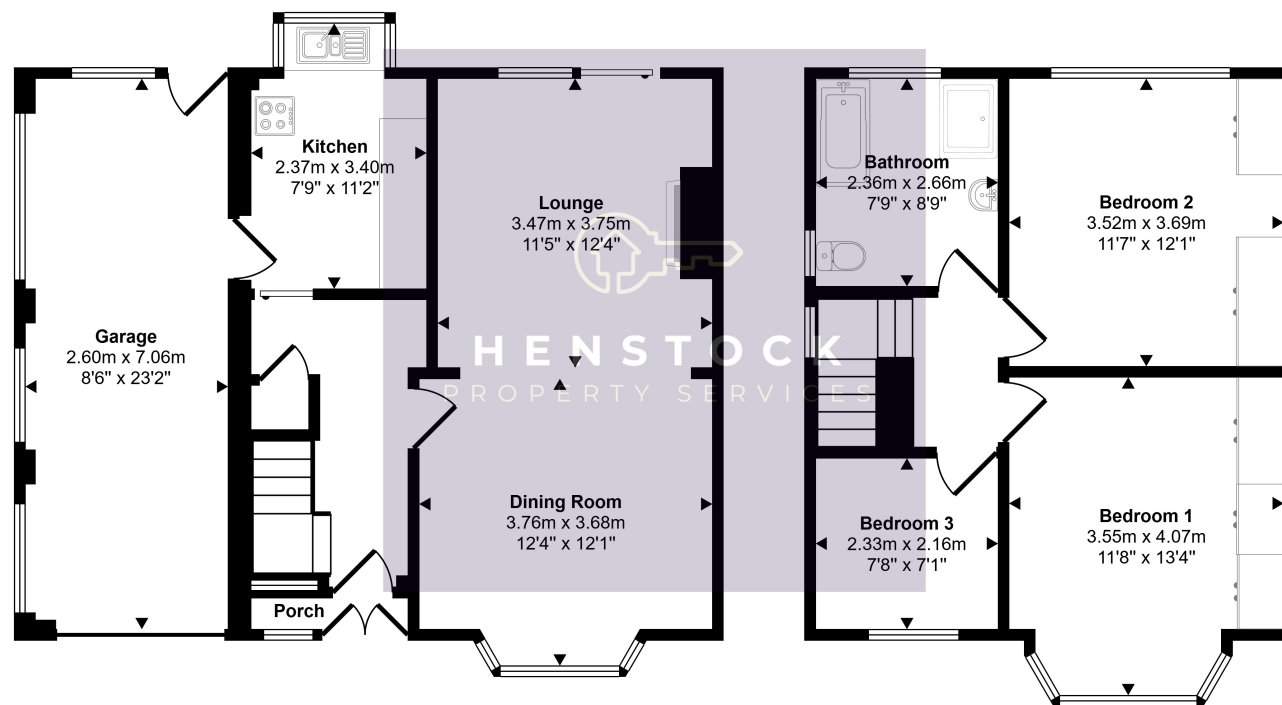 Kitchen
2.37m x 3.40m
7'9" x 11'2"
Lounge
3.47m x 3.75m
11'5" x 12'4"
Garage
2.60m x 7.06m
8'6" x 23'2"
Dining Room
3.76m x 3.68m
12'4" x 12'1"
Porch
Bathroom
2.36m x 2.66m
7'9" x 8'9"
Bedroom 2
3.52m x 3.69m
11'7" x 12'1"
Bedroom 3
2.33m x 2.16m
7'8" x 7'1"
Bedroom 1
3.55m x 4.07m
11'8" x 13'4"
HENSTOCK
PROPERTY SERVICES